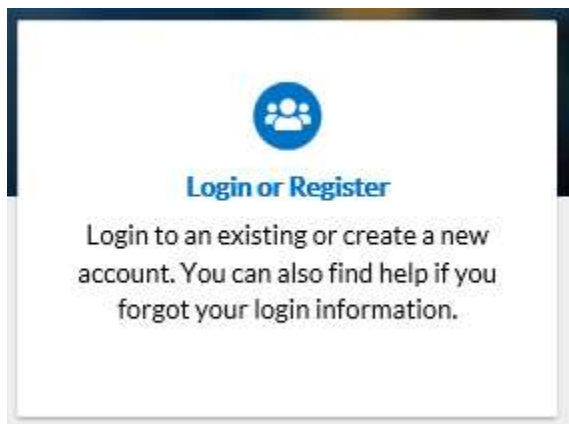 Login or Register
Login to an existing or create a new
account. You can also find help if you
forgot your login information.